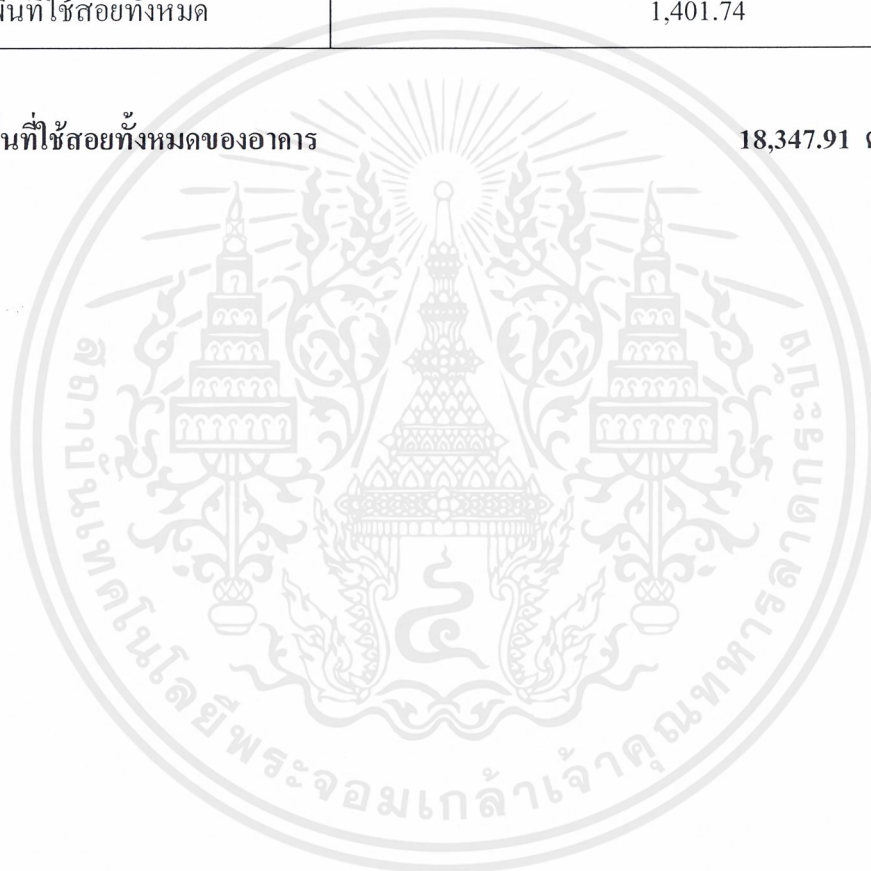 พื้นที่ใช้สอยทั้งหมด 1,401.74
พื้นที่ใช้สอยทั้งหมดของอาคาร 18,347.91
สถาบันเทคโนโลยีพระจอมเกล้าเจ้าคุณทหารลาดกระบัง